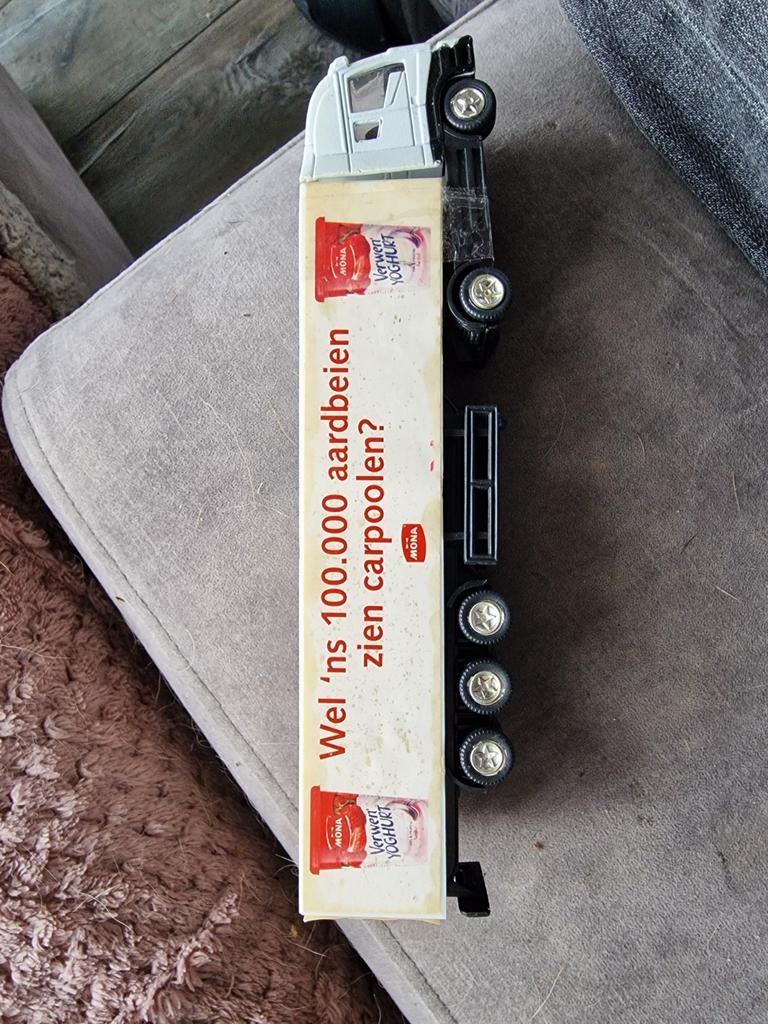 MONA
Verwen
YOGHURT
Wel 'ns 100.000 aardbeien
zien carpoolen?
MONA
MONA
Verwen
YOGHURT